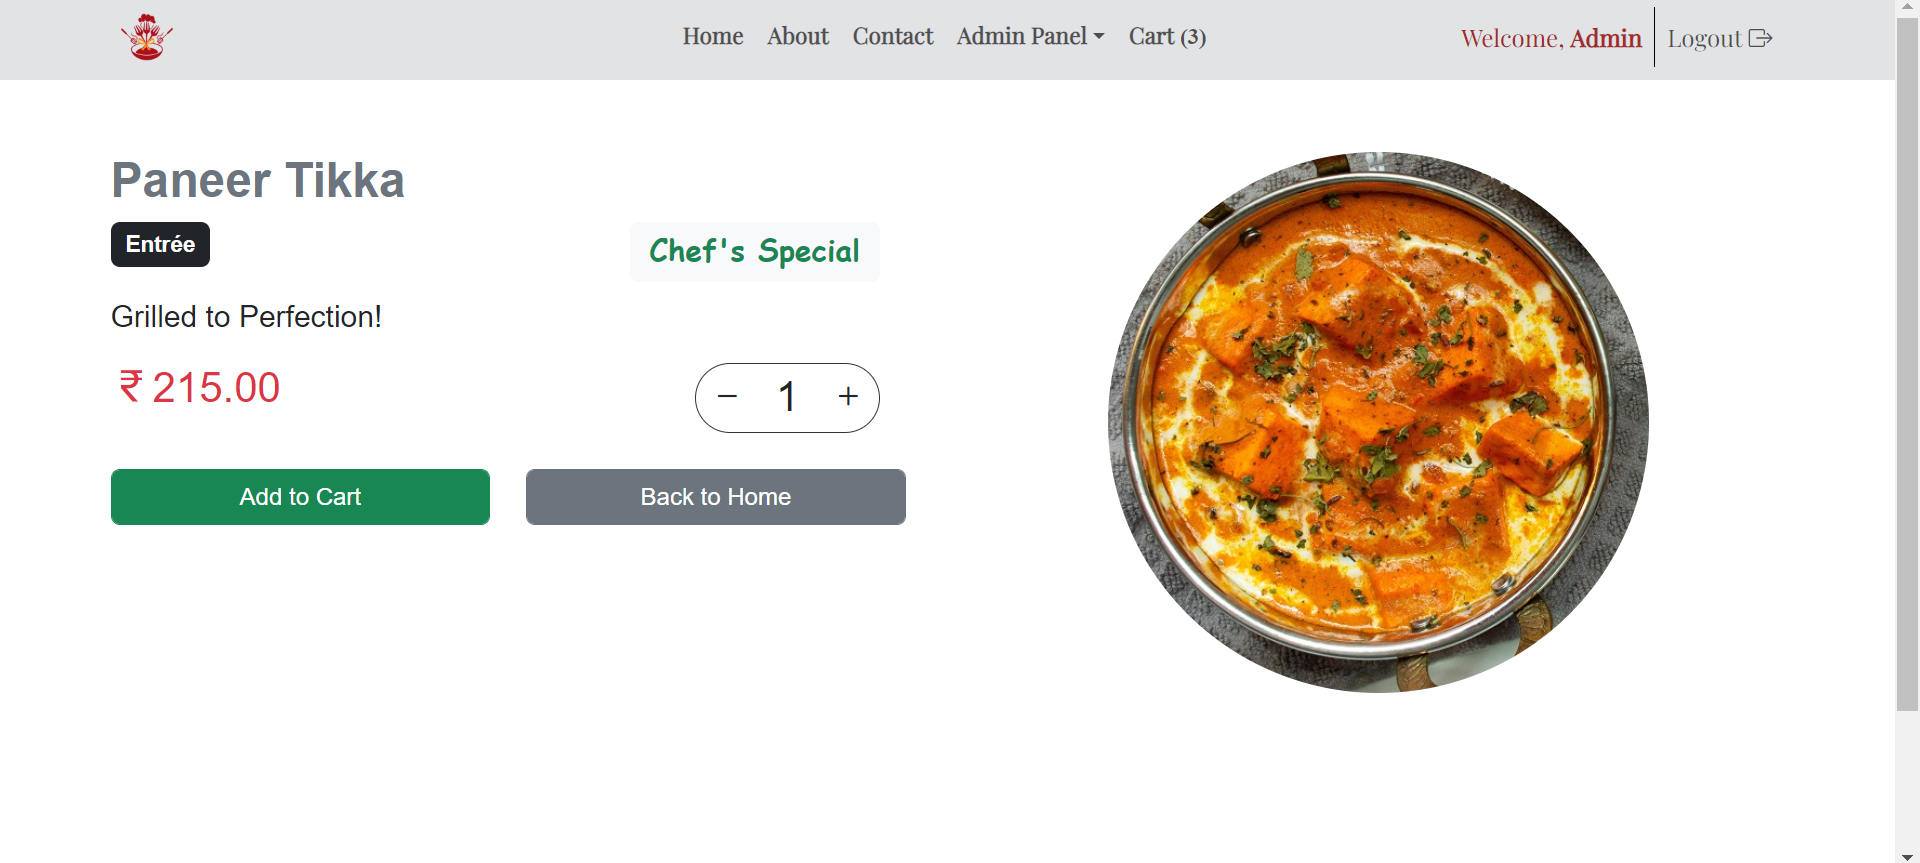 Home About Contact Admin Panel Cart (3) Welcome, Admin Logout
Paneer Tikka
Entrée
Chef's Special
Grilled to Perfection!
₹ 215.00
− 1 +
Add to Cart Back to Home